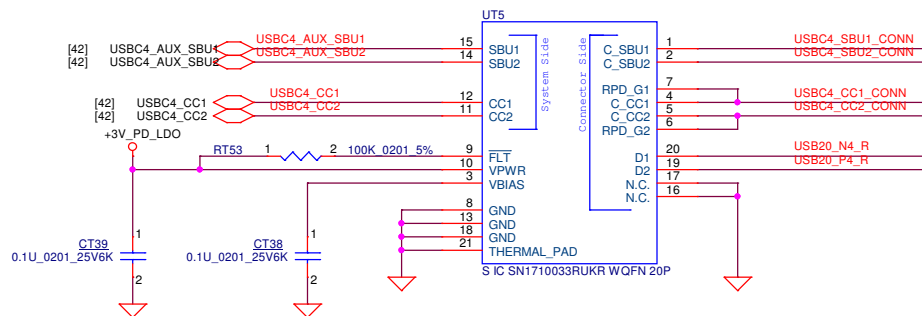 UT5
[42] USBC4_AUX_SBU1 USBC4_AUX_SBU1 15 SBU1 C_SBU1 1 USBC4_SBU1_CONN
[42] USBC4_AUX_SBU2 USBC4_AUX_SBU2 14 SBU2 C_SBU2 2 USBC4_SBU2_CONN
System Side
Connector Side
RPD_G1 7
[42] USBC4_CC1 USBC4_CC1 12 CC1 C_CC1 4 USBC4_CC1_CONN
[42] USBC4_CC2 USBC4_CC2 11 CC2 C_CC2 5 USBC4_CC2_CONN
RPD_G2 6
+3V_PD_LDO
RT53 1 2 100K_0201_5% 9 FLT D1 20 USB20_N4_R
10 VPWR D2 19 USB20_P4_R
3 VBIAS N.C. 17
N.C. 16
8 GND
13 GND
18 GND
21 THERMAL_PAD
CT39 1
0.1U_0201_25V6K
2
CT38 1
0.1U_0201_25V6K
2
S IC SN1710033RUKR WQFN 20P